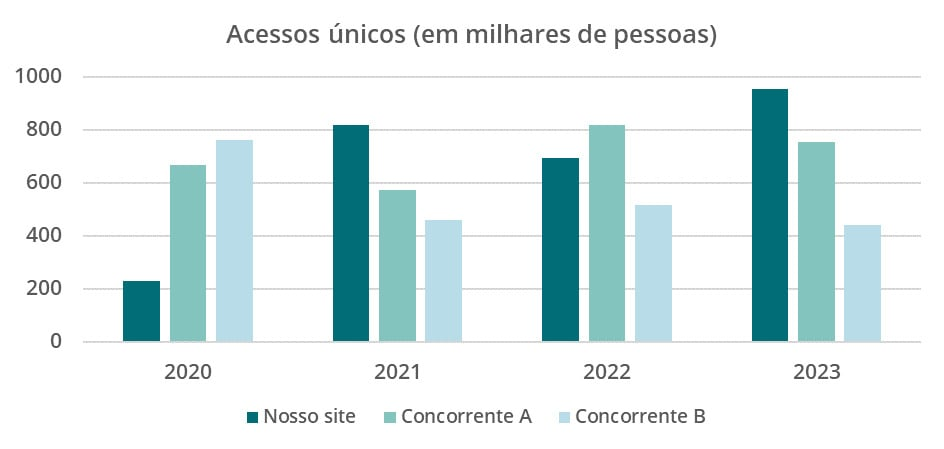 Acessos únicos (em milhares de pessoas)
1000
800
600
400
200
0
2020 2021 2022 2023
Nosso site Concorrente A Concorrente B